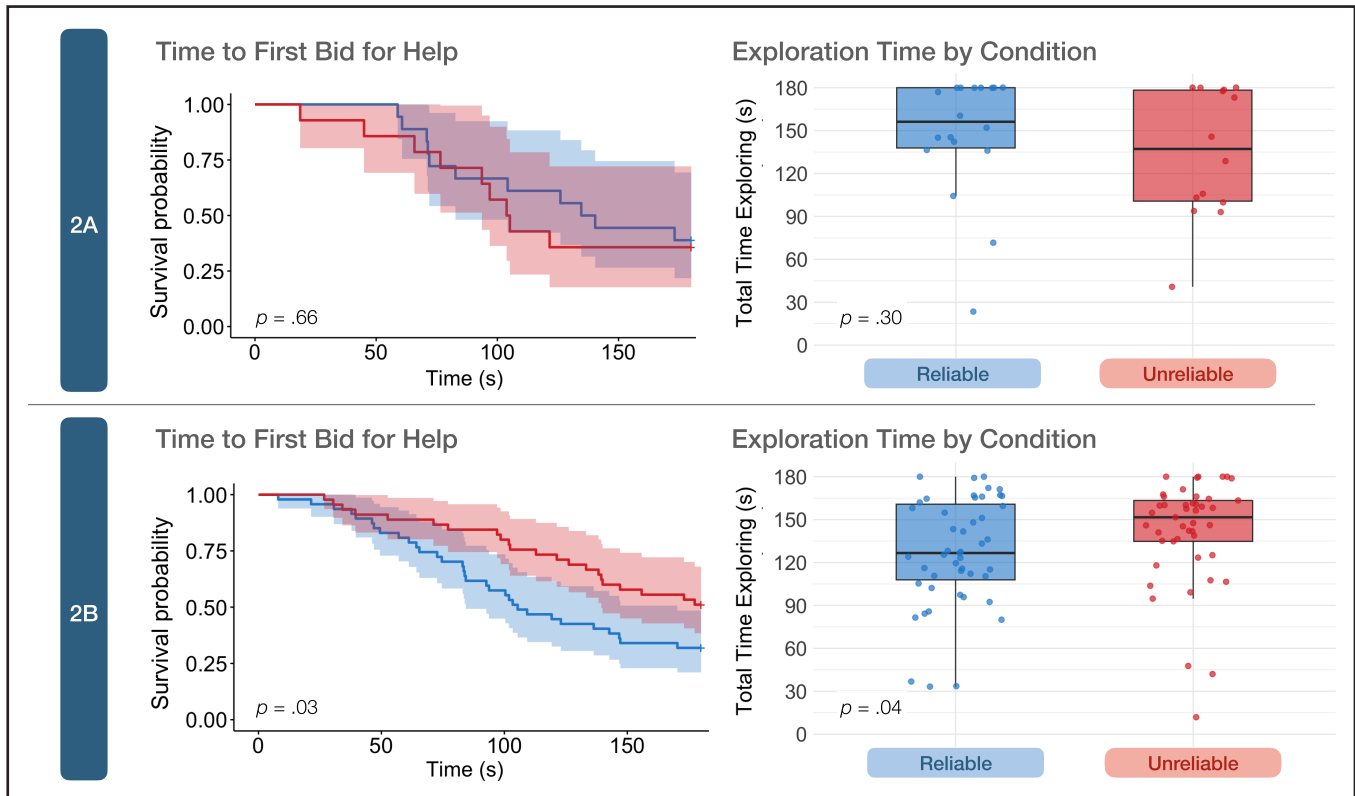 2A
Time to First Bid for Help
Survival probability
1.00
0.75
0.50
0.25
0.00
p = .66
0 50 100 150
Time (s)
Exploration Time by Condition
Total Time Exploring (s)
180
150
120
90
60
30
0
p = .30
Reliable Unreliable
2B
Time to First Bid for Help
Survival probability
1.00
0.75
0.50
0.25
0.00
p = .03
0 50 100 150
Time (s)
Exploration Time by Condition
Total Time Exploring (s)
180
150
120
90
60
30
0
p = .04
Reliable Unreliable